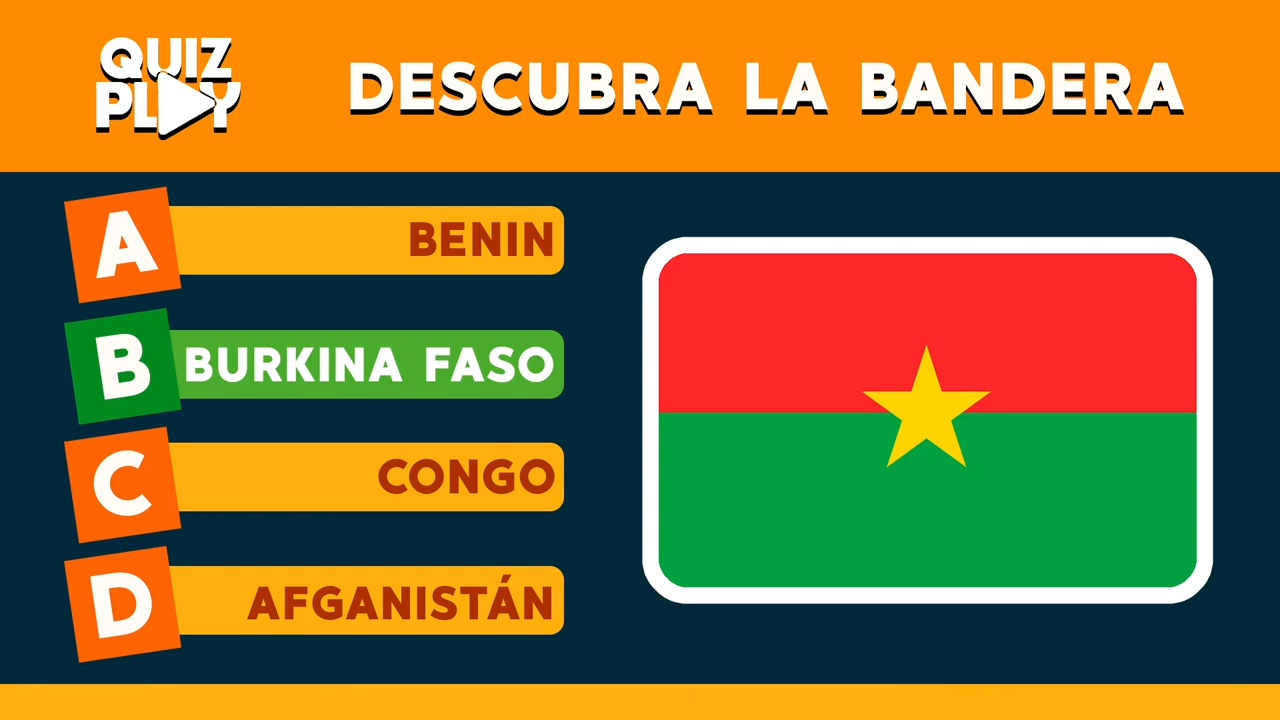 QUIZ
PLAY
DESCUBRA LA BANDERA
A
BENIN
B
BURKINA FASO
C
CONGO
D
AFGANISTÁN